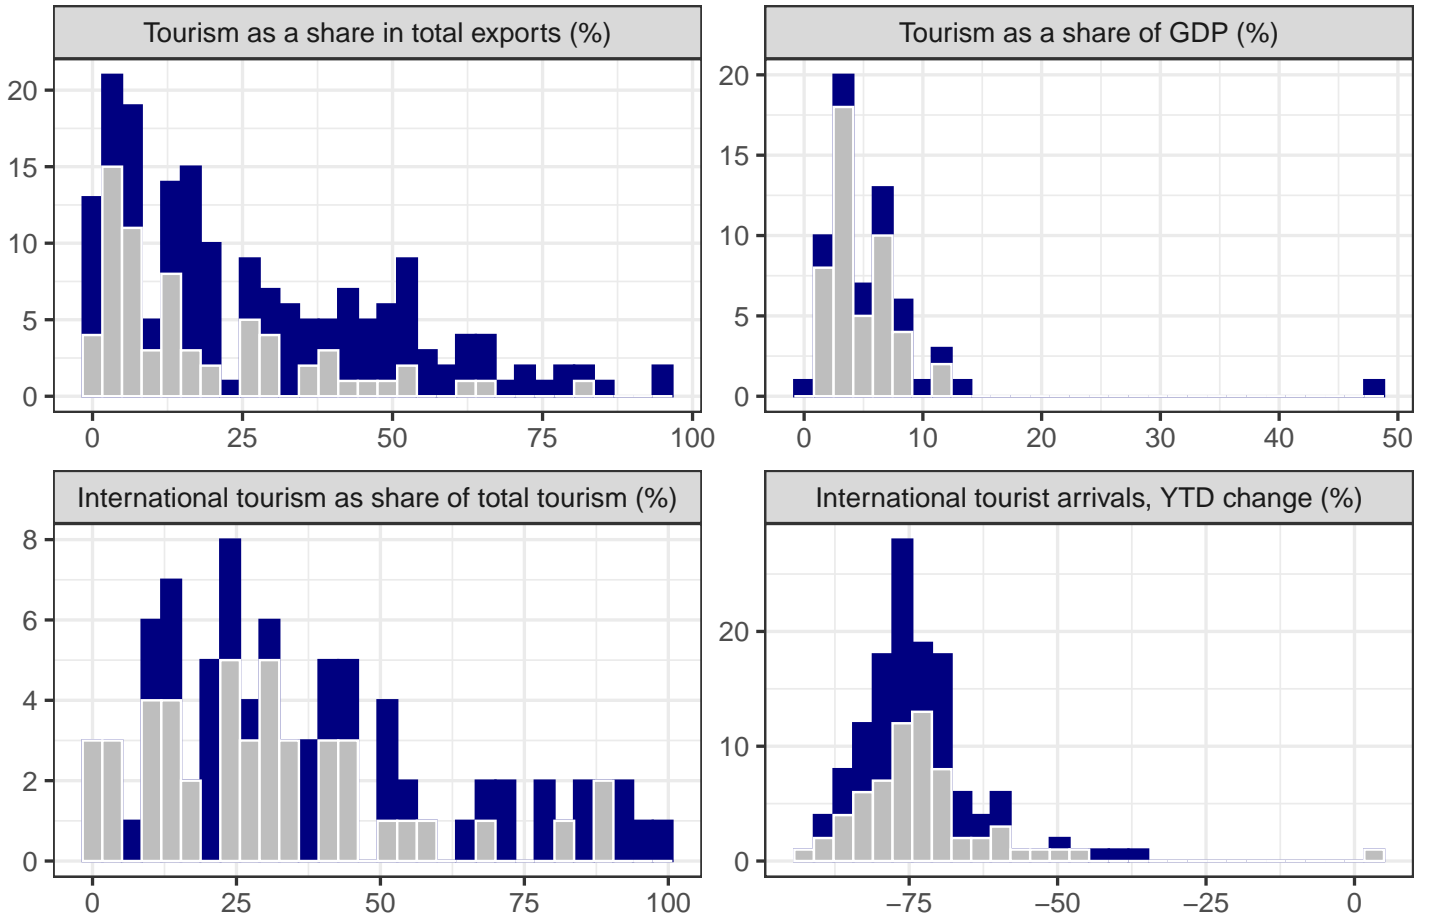 Tourism as a share in total exports (%)
Tourism as a share of GDP (%)
20
15
10
5
0
0 25 50 75 100
20
15
10
5
0
0 10 20 30 40 50
International tourism as share of total tourism (%)
International tourist arrivals, YTD change (%)
8
6
4
2
0
0 25 50 75 100
20
10
0
−75 −50 −25 0